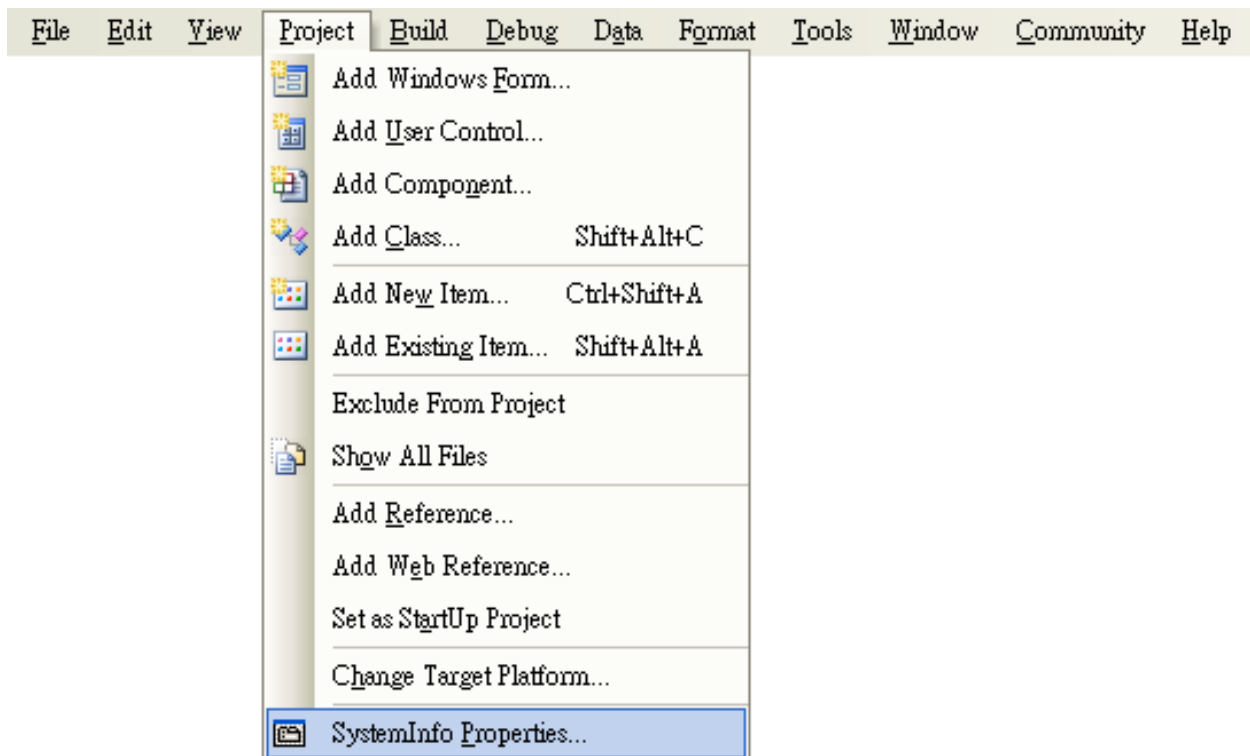 File Edit View Project Build Debug Data Format Tools Window Community Help
Add Windows Form...
Add User Control...
Add Component...
Add Class... Shift+Alt+C
Add New Item... Ctrl+Shift+A
Add Existing Item... Shift+Alt+A
Exclude From Project
Show All Files
Add Reference...
Add Web Reference...
Set as StartUp Project
Change Target Platform...
SystemInfo Properties...